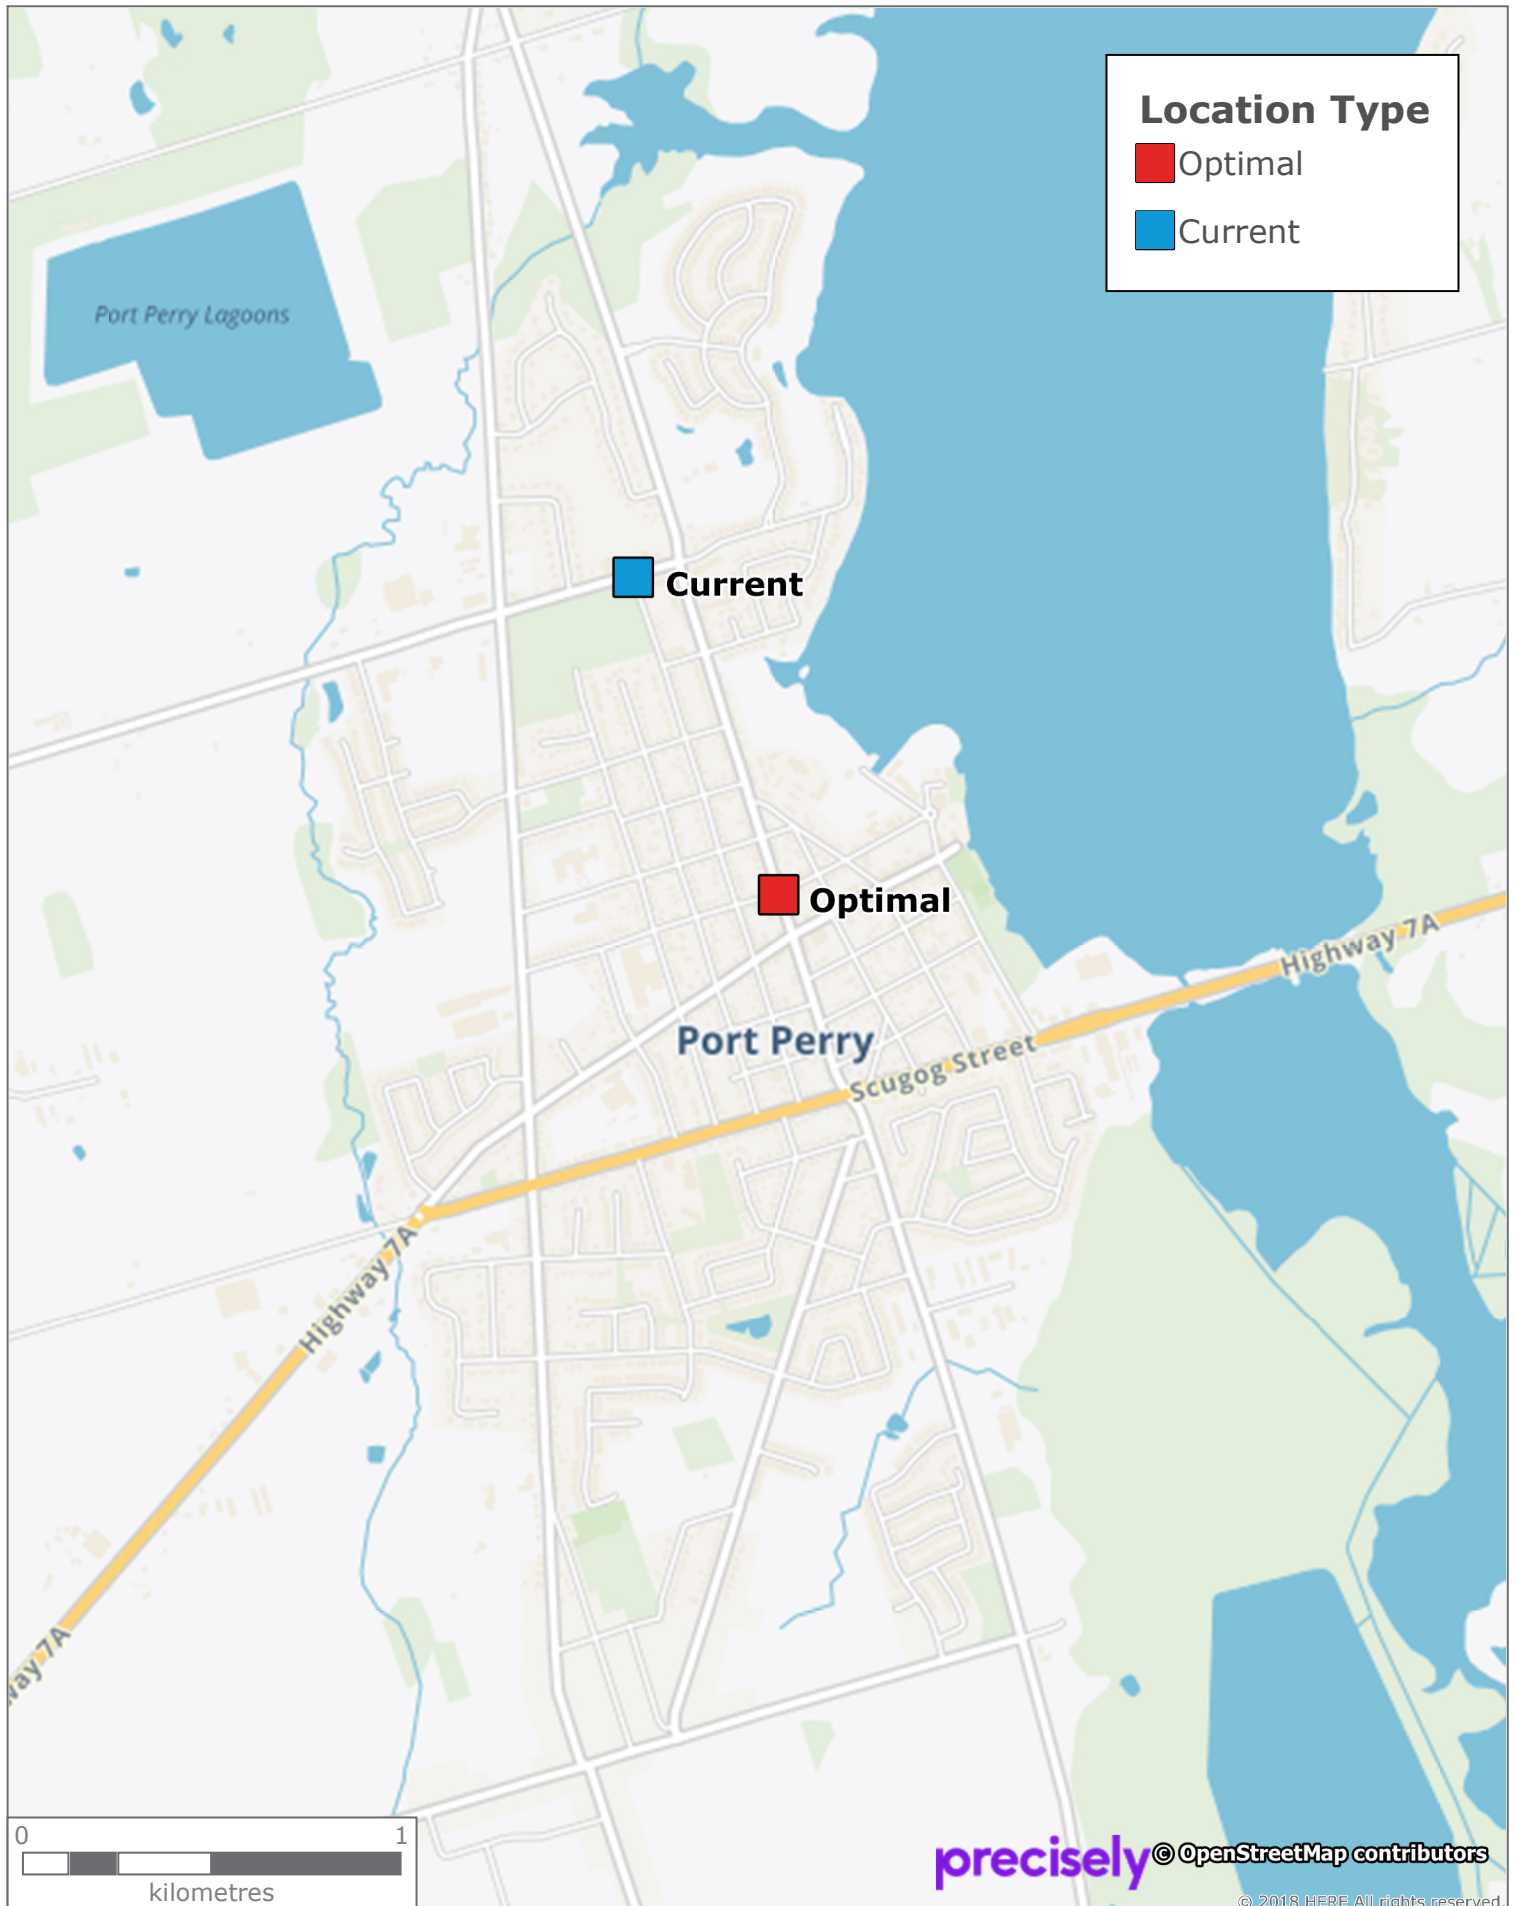 Location Type
Optimal
Current
Port Perry Lagoons
Current
Optimal
Highway 7A
Port Perry
Scugog Street
Highway 7A
way 7A
0 1
kilometres
precisely
© OpenStreetMap contributors
© 2018 HERE All rights reserved.